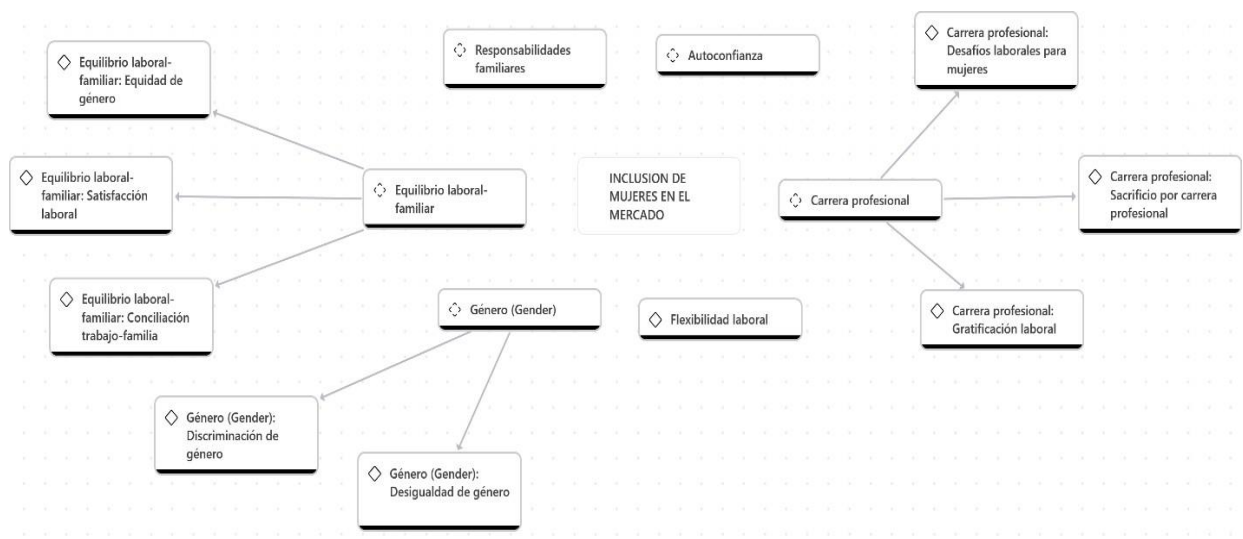 Equilibrio laboral-
familiar: Equidad de
género
Responsabilidades
familiares
Autoconfianza
Carrera profesional:
Desafíos laborales para
mujeres
Equilibrio laboral-
familiar: Satisfacción
laboral
Equilibrio laboral-
familiar
INCLUSION DE
MUJERES EN EL
MERCADO
Carrera profesional
Carrera profesional:
Sacrificio por carrera
profesional
Equilibrio laboral-
familiar: Conciliación
trabajo-familia
Género (Gender)
Flexibilidad laboral
Carrera profesional:
Gratificación laboral
Género (Gender):
Discriminación de
género
Género (Gender):
Desigualdad de género